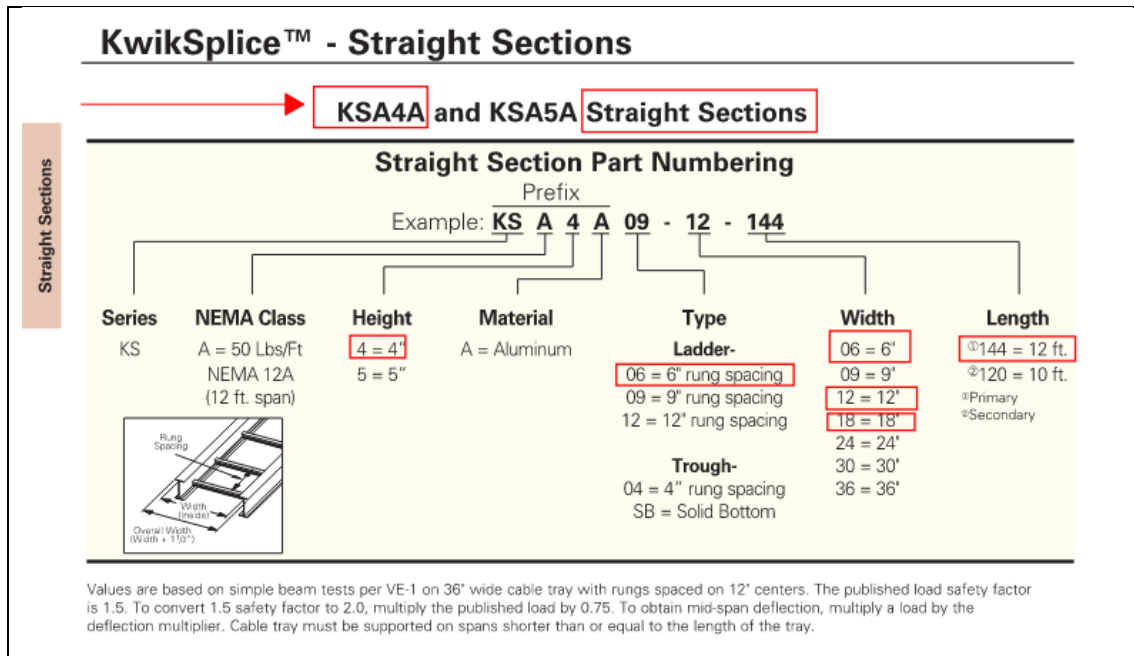 KwikSplice™ - Straight Sections
KSA4A and KSA5A Straight Sections
Straight Sections
Straight Section Part Numbering
Prefix
Example: KS A 4 A 09 - 12 - 144
Series
KS
NEMA Class
A = 50 Lbs/Ft
NEMA 12A
(12 ft. span)
Height
4 = 4"
5 = 5"
Material
A = Aluminum
Type
Ladder-
06 = 6" rung spacing
09 = 9" rung spacing
12 = 12" rung spacing
Trough-
04 = 4" rung spacing
SB = Solid Bottom
Width
06 = 6"
09 = 9"
12 = 12"
18 = 18"
24 = 24"
30 = 30"
36 = 36"
Length
①144 = 12 ft.
②120 = 10 ft.
①Primary
②Secondary
Rung
Spacing
Width
(Inside)
Overall Width
(Width + 1½")
Values are based on simple beam tests per VE-1 on 36" wide cable tray with rungs spaced on 12" centers. The published load safety factor
is 1.5. To convert 1.5 safety factor to 2.0, multiply the published load by 0.75. To obtain mid-span deflection, multiply a load by the
deflection multiplier. Cable tray must be supported on spans shorter than or equal to the length of the tray.